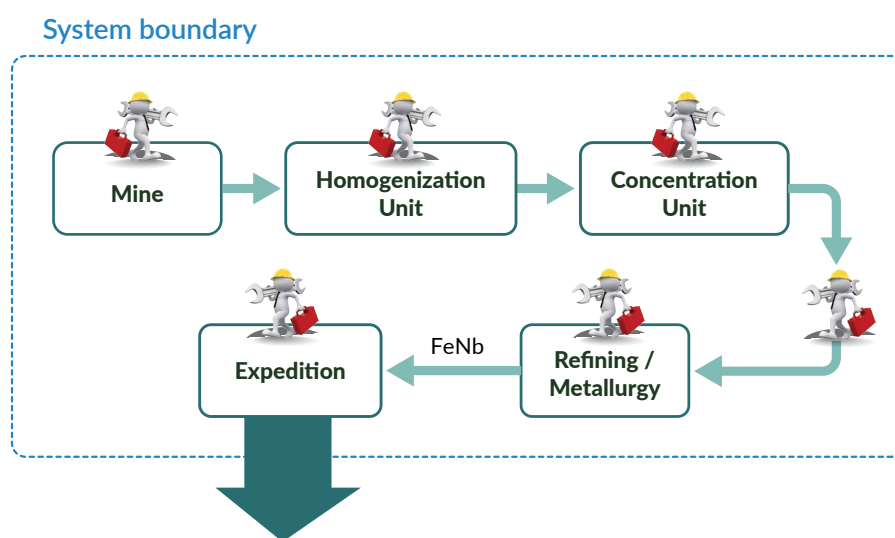 System boundary
Mine
Homogenization
Unit
Concentration
Unit
Expedition
FeNb
Refining /
Metallurgy